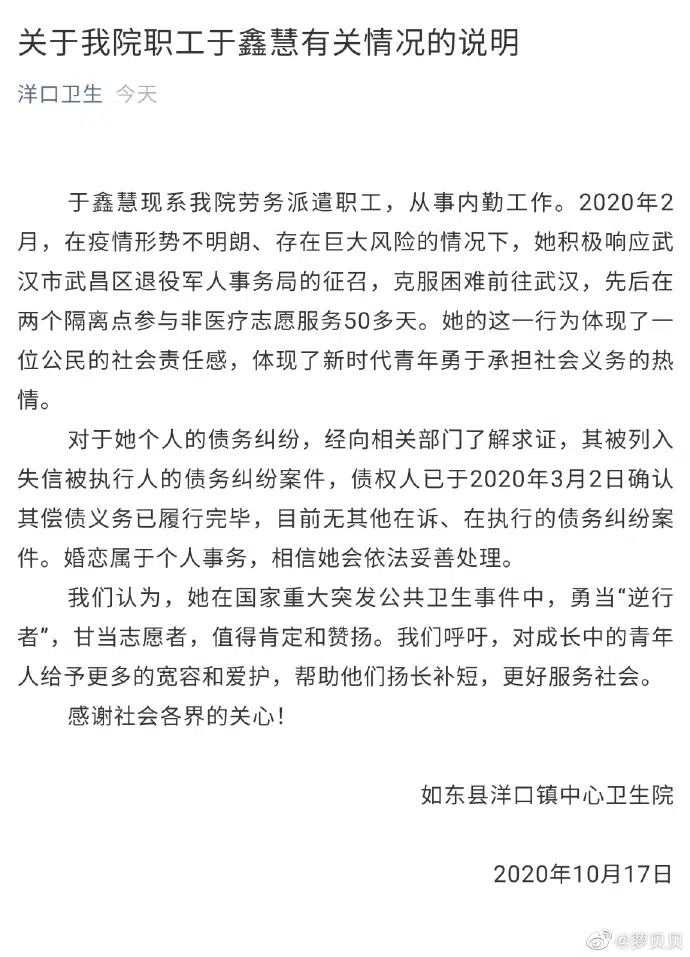 关于我院职工于鑫慧有关情况的说明
洋口卫生 今天
于鑫慧现系我院劳务派遣职工，从事内勤工作。2020年2
月，在疫情形势不明朗、存在巨大风险的情况下，她积极响应武
汉市武昌区退役军人事务局的征召，克服困难前往武汉，先后在
两个隔离点参与非医疗志愿服务50多天。她的这一行为体现了一
位公民的社会责任感，体现了新时代青年勇于承担社会义务的热
情。
对于她个人的债务纠纷，经向相关部门了解求证，其被列入
失信被执行人的债务纠纷案件，债权人已于2020年3月2日确认
其偿债义务已履行完毕，目前无其他在诉、在执行的债务纠纷案
件。婚恋属于个人事务，相信她会依法妥善处理。
我们认为，她在国家重大突发公共卫生事件中，勇当“逆行
者”，甘当志愿者，值得肯定和赞扬。我们呼吁，对成长中的青年
人给予更多的宽容和爱护，帮助他们扬长补短，更好服务社会。
感谢社会各界的关心！
如东县洋口镇中心卫生院
2020年10月17日
@萝贝贝